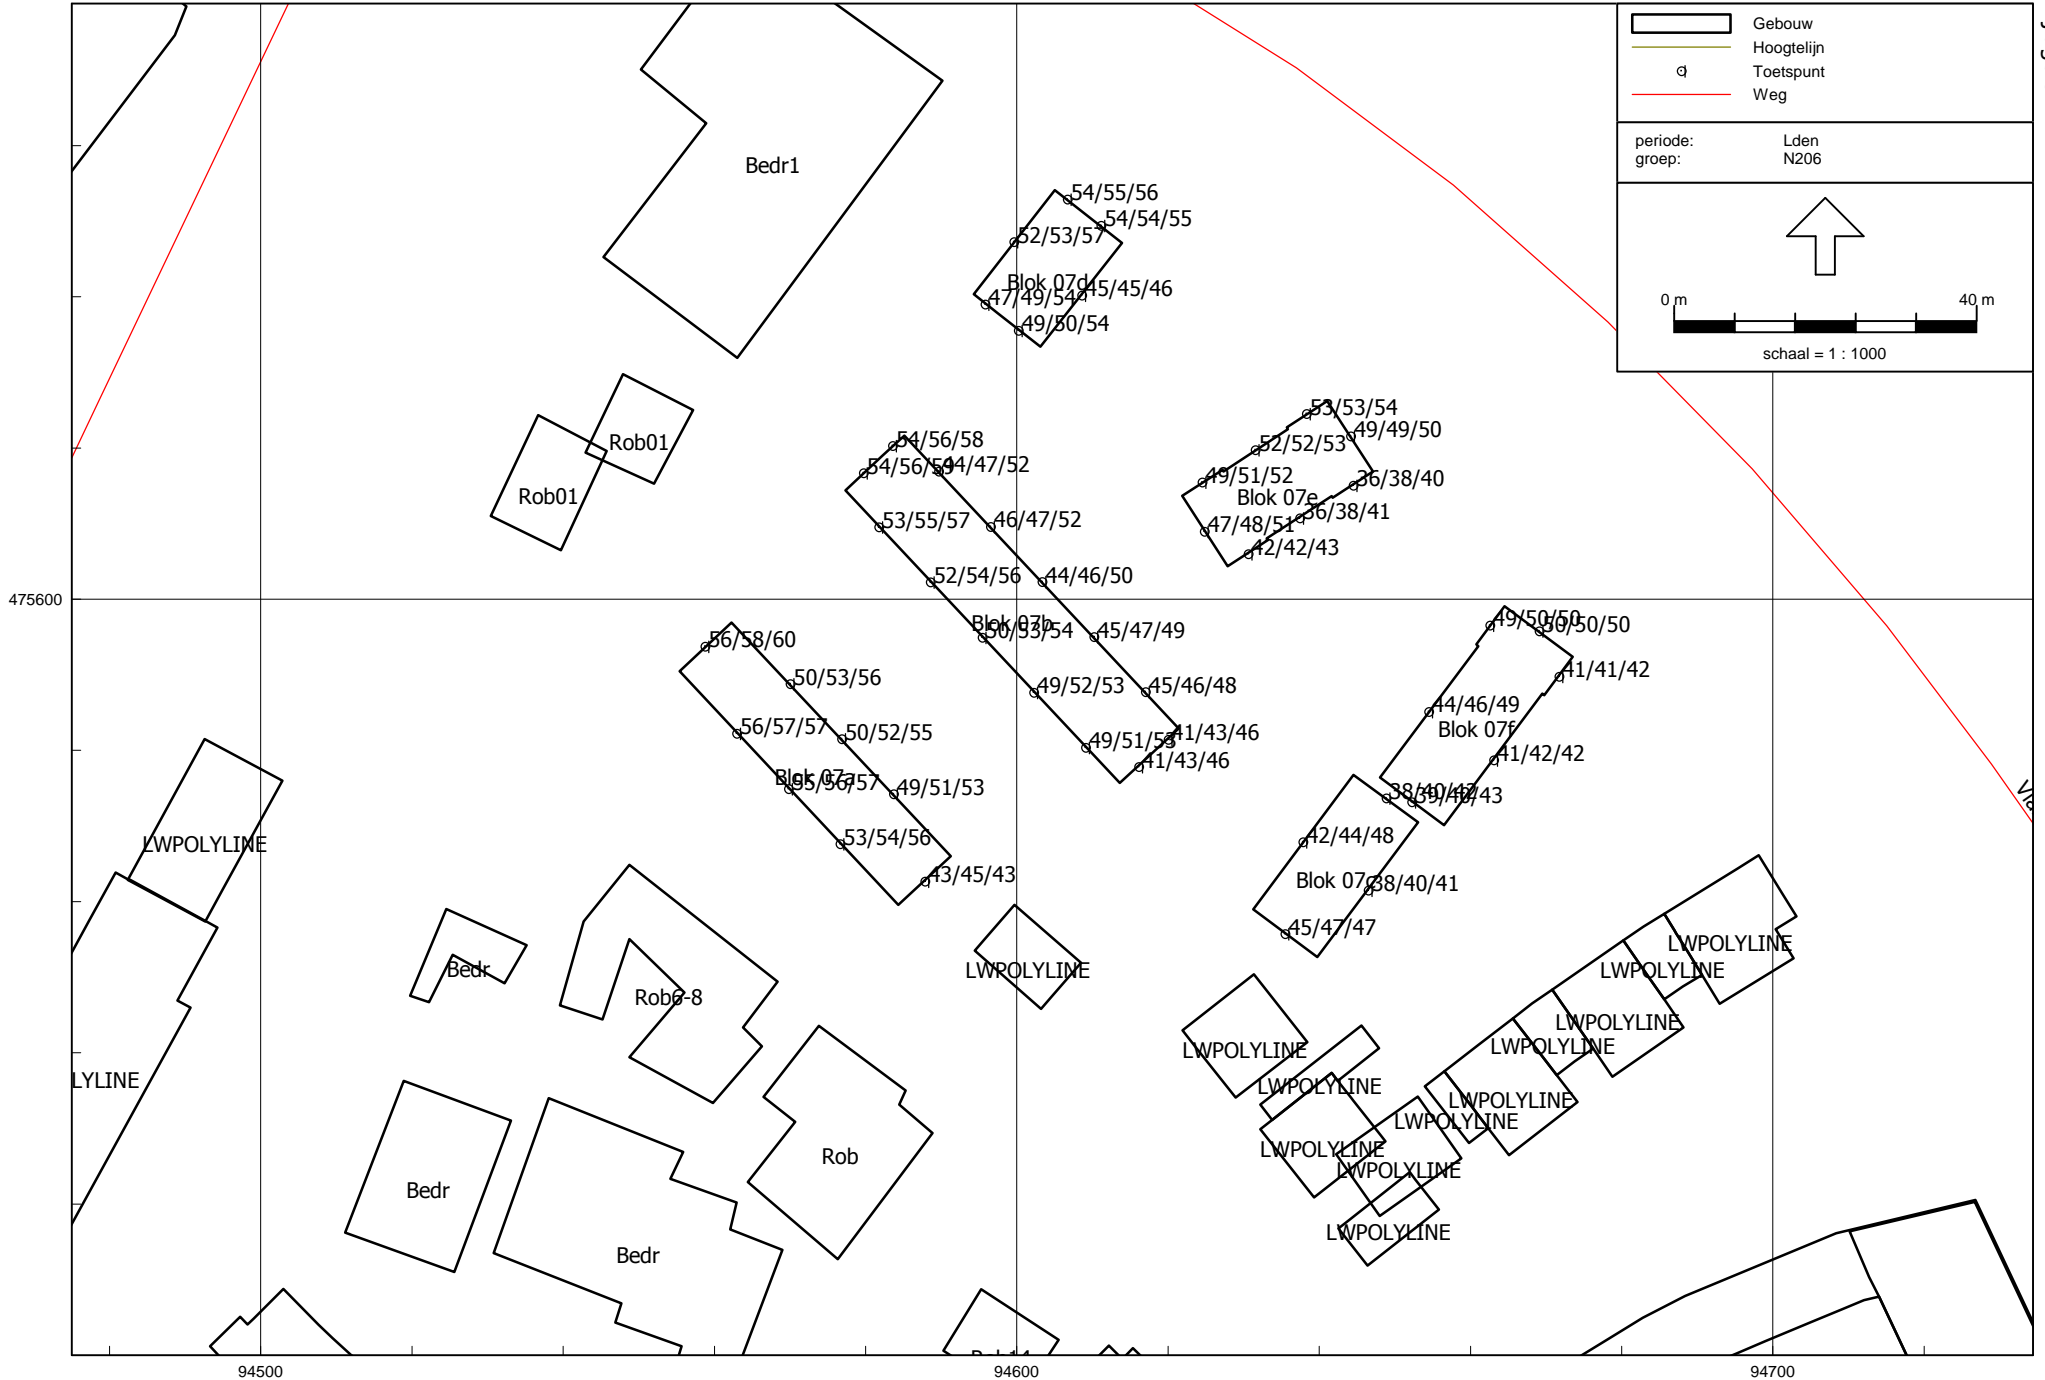 Gebouw
Hoogtelijn
Toetspunt
Weg
periode: Lden
groep: N206
0 m 40 m
schaal = 1 : 1000
Bedr1
54/55/56
54/54/55
52/53/57
Blok 07d
45/45/46
47/49/54
49/50/54
53/53/54
49/49/50
52/52/53
49/51/52
36/38/40
Blok 07e
36/38/41
47/48/51
42/42/43
Rob01
Rob01
54/56/58
54/56/59
44/47/52
53/55/57
46/47/52
52/54/56
44/46/50
475600
Blok 07b
50/53/54
45/47/49
49/52/53
45/46/48
49/51/53
41/43/46
41/43/46
56/58/60
50/53/56
56/57/57
50/52/55
Blok 07a
55/56/57
49/51/53
53/54/56
43/45/43
49/50/50
50/50/50
41/41/42
44/46/49
Blok 07f
41/42/42
38/40/42
39/40/43
42/44/48
Blok 07c
38/40/41
45/47/47
LWPOLYLINE
LYLINE
Bedr
Rob6-8
LWPOLYLINE
LWPOLYLINE
LWPOLYLINE
LWPOLYLINE
LWPOLYLINE
LWPOLYLINE
LWPOLYLINE
LWPOLYLINE
LWPOLYLINE
LWPOLYLINE
LWPOLYLINE
LWPOLYLINE
Bedr
Rob
Bedr
94500
94600
94700